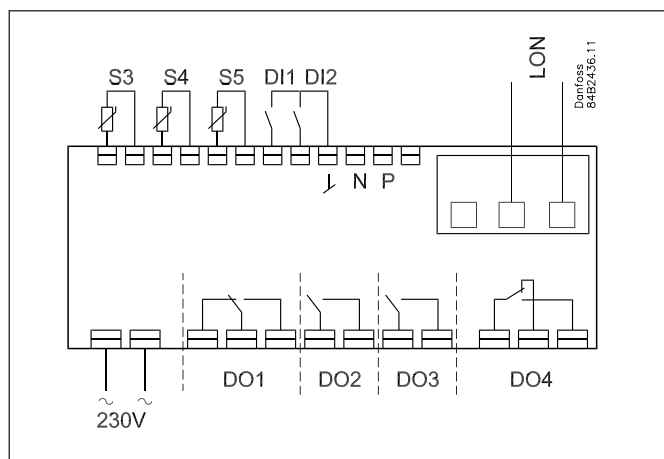 S3 S4 S5 DI1 DI2
LON
Danfoss
84B2436.11
N P
DO1 DO2 DO3 DO4
~ ~
230V